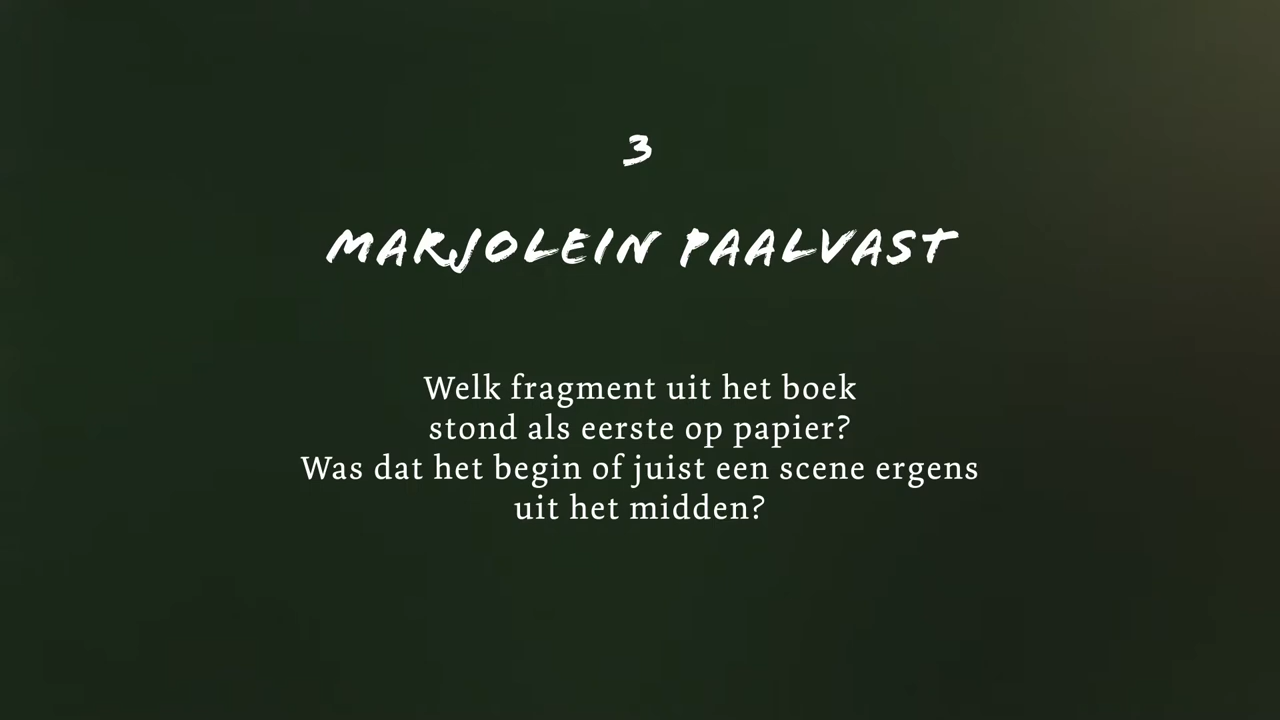 3
MARJOLEIN PAALVAST
Welk fragment uit het boek
stond als eerste op papier?
Was dat het begin of juist een scene ergens
uit het midden?